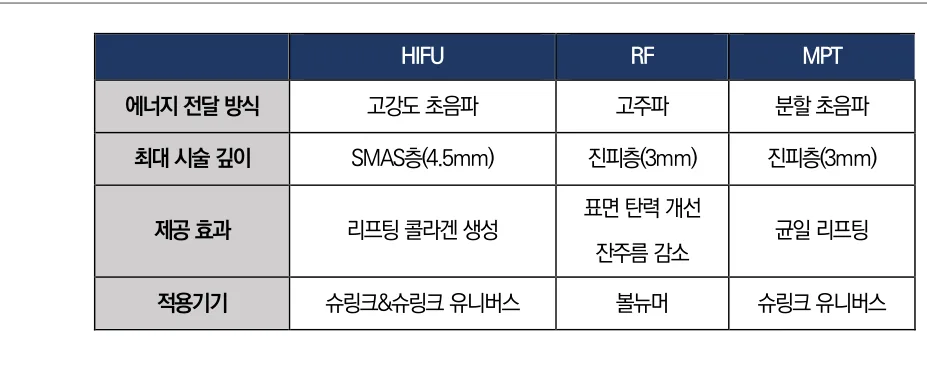 HIFU RF MPT
에너지 전달 방식 고강도 초음파 고주파 분할 초음파
최대 시술 깊이 SMAS층(4.5mm) 진피층(3mm) 진피층(3mm)
제공 효과 리프팅 콜라겐 생성 표면 탄력 개선 균일 리프팅
잔주름 감소
적용기기 슈링크&슈링크 유니버스 볼뉴머 슈링크 유니버스